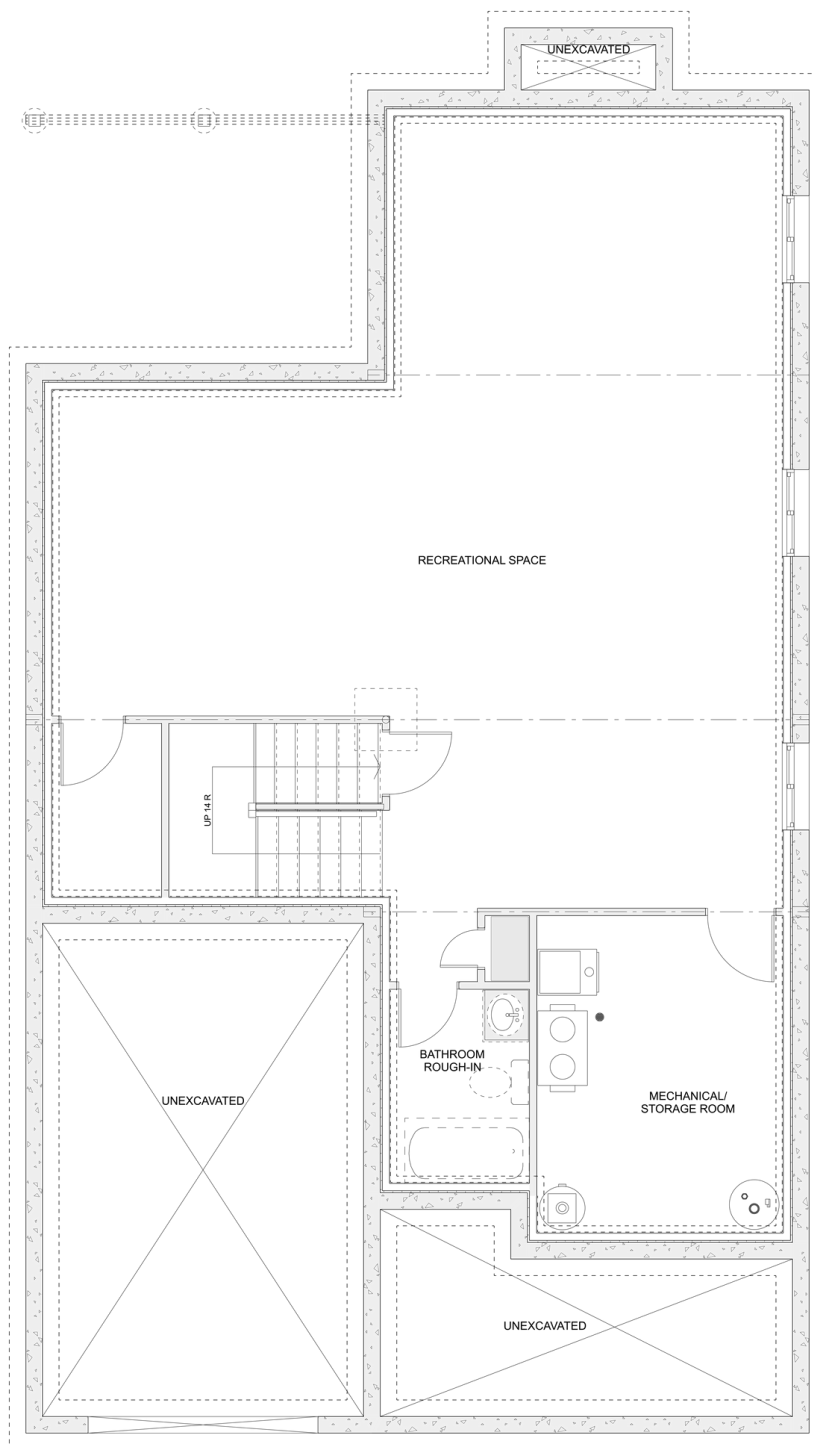 UNEXCAVATED
RECREATIONAL SPACE
UP 14 R
BATHROOM
ROUGH-IN
UNEXCAVATED
MECHANICAL/
STORAGE ROOM
UNEXCAVATED